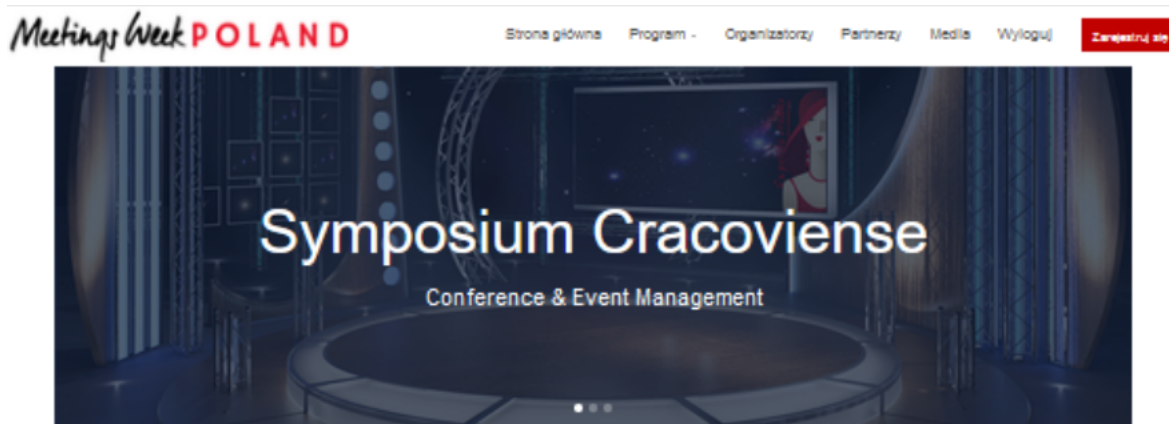 Meetings Week POLAND
Strona główna Program Organizatorzy Partnerzy Media Wyloguj Zarejestruj się
Symposium Cracoviense
Conference & Event Management